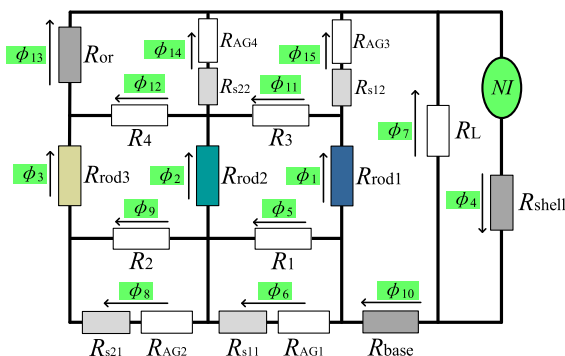 ϕ13 Ror ϕ14 RAG4 ϕ15 RAG3
ϕ12 Rs22 ϕ11 Rs12 NI
R4 R3 ϕ7 RL
ϕ3 Rrod3 ϕ2 Rrod2 ϕ1 Rrod1 ϕ4 Rshell
ϕ9 ϕ5
R2 R1
ϕ8 ϕ6 ϕ10
Rs21 RAG2 Rs11 RAG1 Rbase